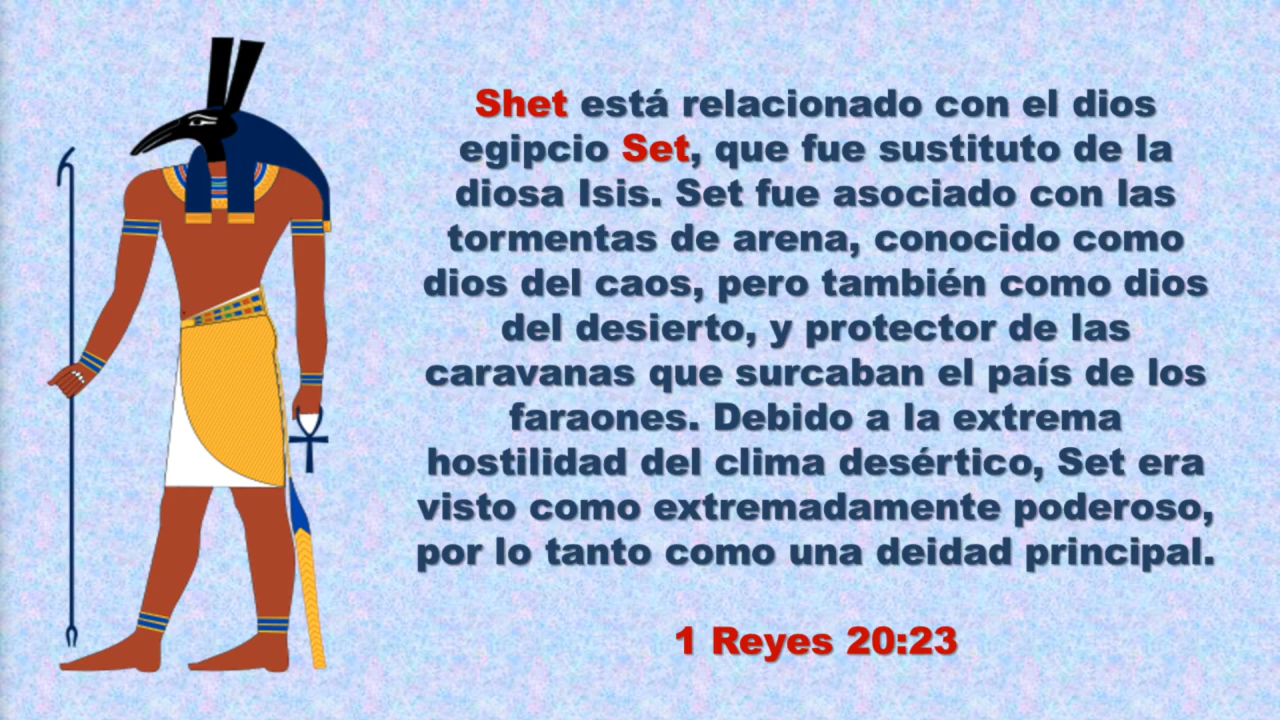 Shet está relacionado con el dios
egipcio Set, que fue sustituto de la
diosa Isis. Set fue asociado con las
tormentas de arena, conocido como
dios del caos, pero también como dios
del desierto, y protector de las
caravanas que surcaban el país de los
faraones. Debido a la extrema
hostilidad del clima desértico, Set era
visto como extremadamente poderoso,
por lo tanto como una deidad principal.
1 Reyes 20:23